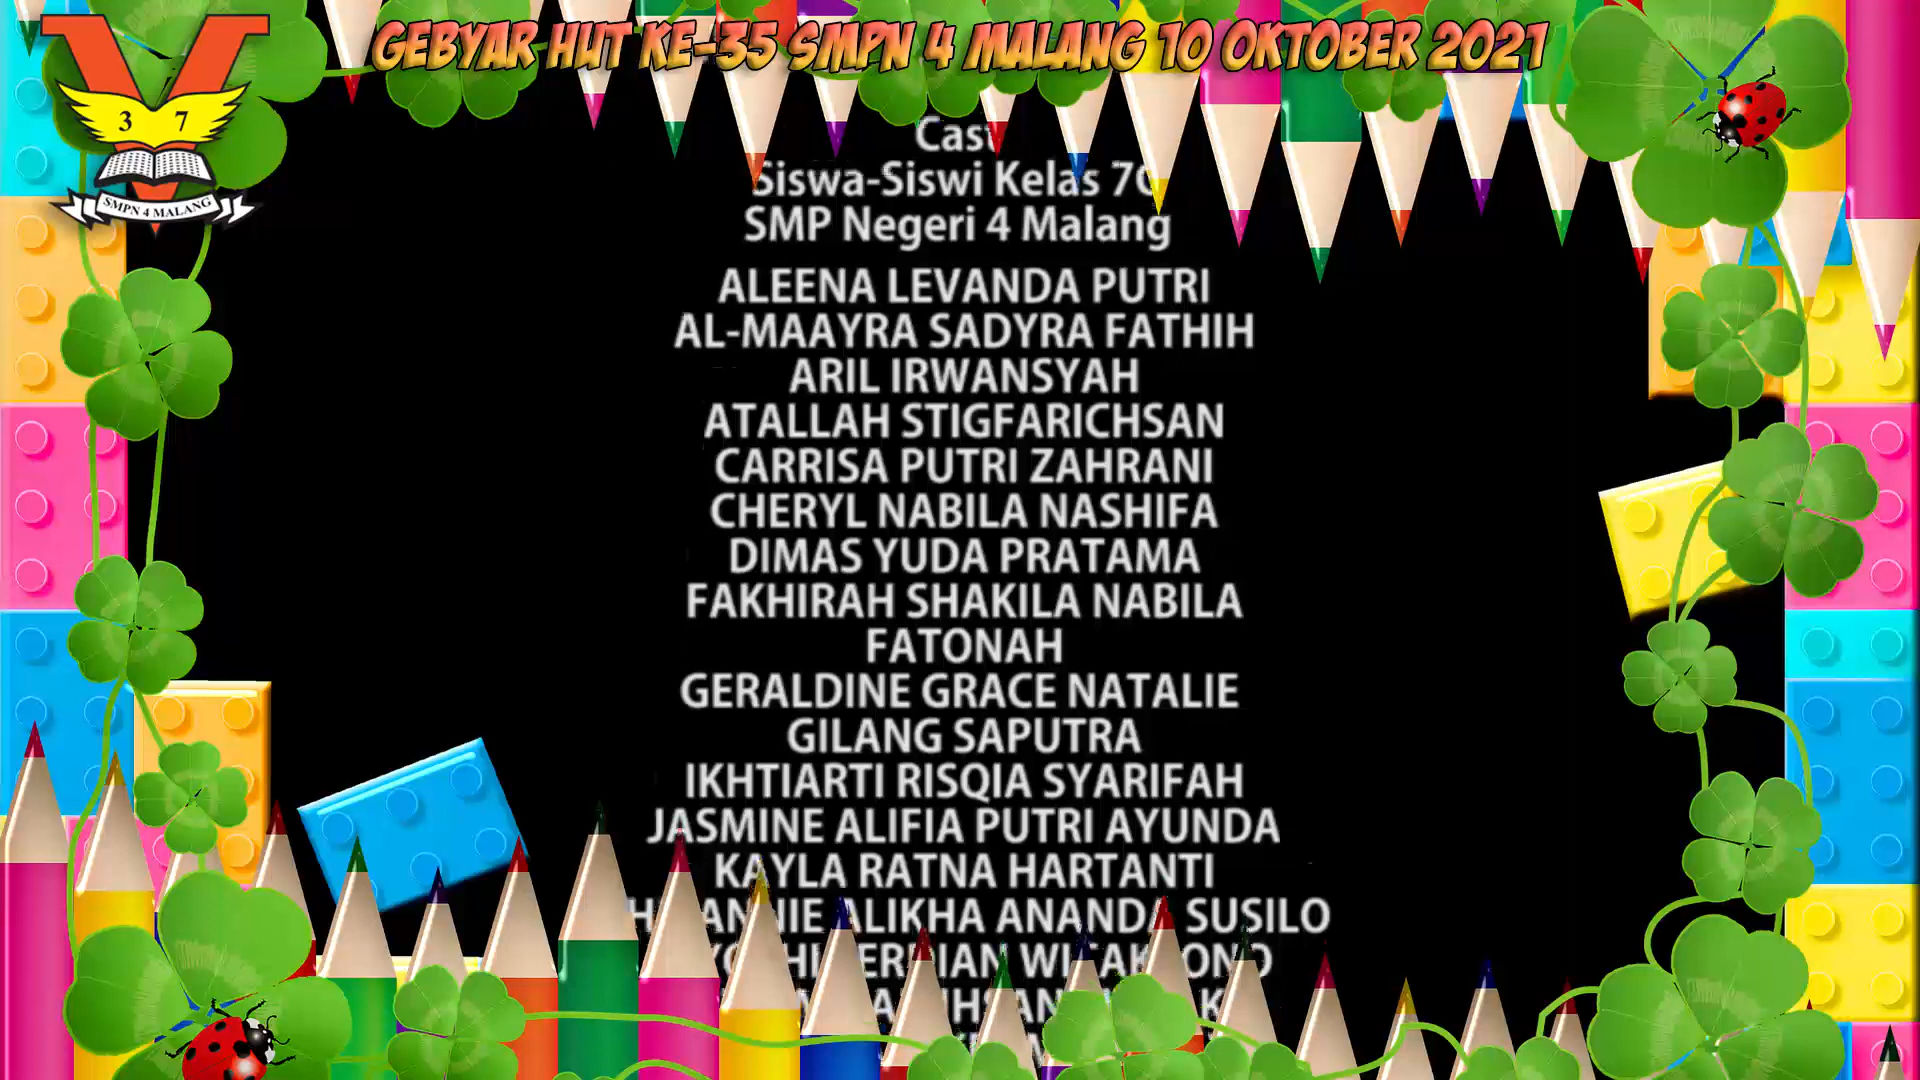 GEBYAR HUT KE-35 SMPN 4 MALANG 10 OKTOBER 2021
3 7
SMPN 4 MALANG
Cast
Siswa-Siswi Kelas
SMP Negeri 4 Malang
ALEENA LEVANDA PUTRI
AL-MAAYRA SADYRA FATHIH
ARIL IRWANSYAH
ATALLAH STIGFARICHSAN
CARRISA PUTRI ZAHRANI
CHERYL NABILA NASHIFA
DIMAS YUDA PRATAMA
FAKHIRAH SHAKILA NABILA
FATONAH
GERALDINE GRACE NATALIE
GILANG SAPUTRA
IKHTIARTI RISQIA SYARIFAH
JASMINE ALIFIA PUTRI AYUNDA
KAYLA RATNA HARTANTI
ALIKHA ANANDA SUSILO